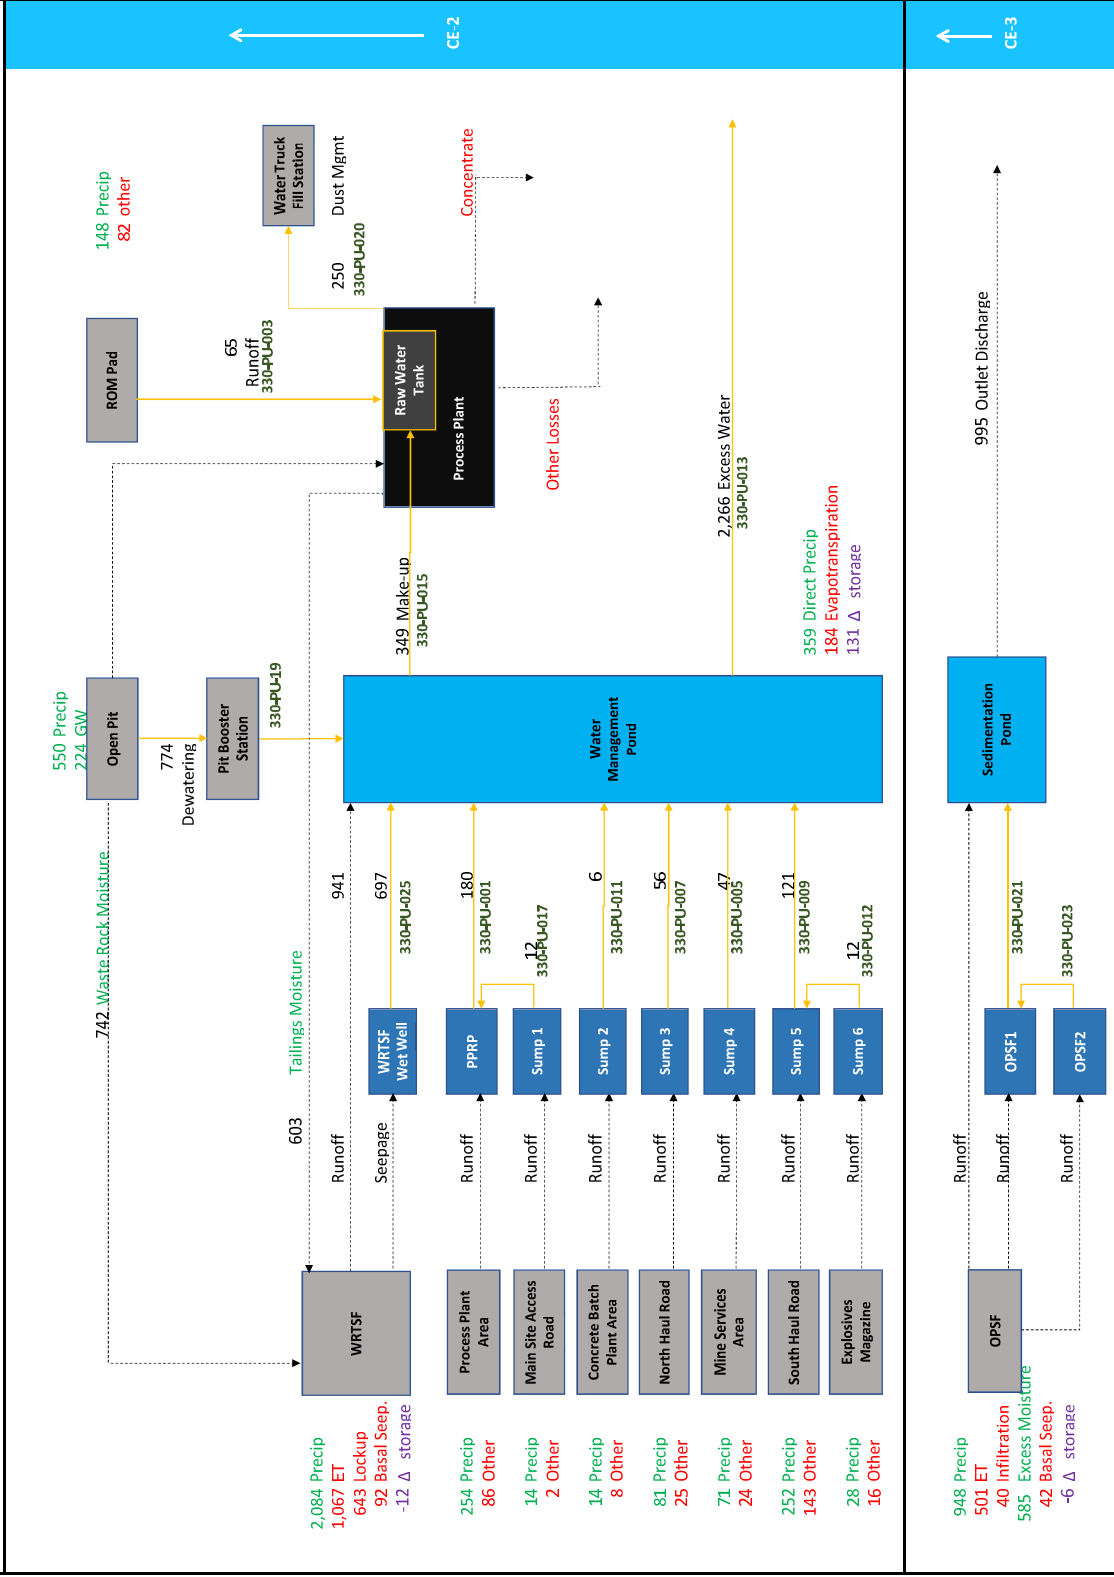 742 Waste Rock Moisture
550 Precip
224 GW
Open Pit
774
Dewatering
Pit Booster
Station
330-PU-19
ROM Pad
148 Precip
82 other
65
Runoff
330-PU-003
Water Truck
Fill Station
Dust Mgmt
250
330-PU-020
Raw Water
Tank
Process Plant
Concentrate
Other Losses
349 Make-up
330-PU-015
603
Tailings Moisture
WRTSF
2,084 Precip
1,067 ET
643 Lockup
92 Basal Seep.
-12 Δ storage
Runoff
941
Seepage
WRTSF
Wet Well
697
330-PU-025
254 Precip
86 Other
Process Plant
Area
Runoff
PPRP
180
330-PU-001
14 Precip
2 Other
Main Site Access
Road
Runoff
Sump 1
12
330-PU-017
14 Precip
8 Other
Concrete Batch
Plant Area
Runoff
Sump 2
6
330-PU-011
81 Precip
25 Other
North Haul Road
Runoff
Sump 3
56
330-PU-007
71 Precip
24 Other
Mine Services
Area
Runoff
Sump 4
47
330-PU-005
252 Precip
143 Other
South Haul Road
Runoff
Sump 5
121
330-PU-009
28 Precip
16 Other
Explosives
Magazine
Runoff
Sump 6
12
330-PU-012
Water
Management
Pond
2,266 Excess Water
330-PU-013
359 Direct Precip
184 Evapotranspiration
131 Δ storage
CE-2
948 Precip
501 ET
40 Infiltration
585 Excess Moisture
42 Basal Seep.
-6 Δ storage
OPSF
Runoff
Runoff
Runoff
OPSF1
OPSF2
330-PU-021
330-PU-023
Sedimentation
Pond
995 Outlet Discharge
CE-3